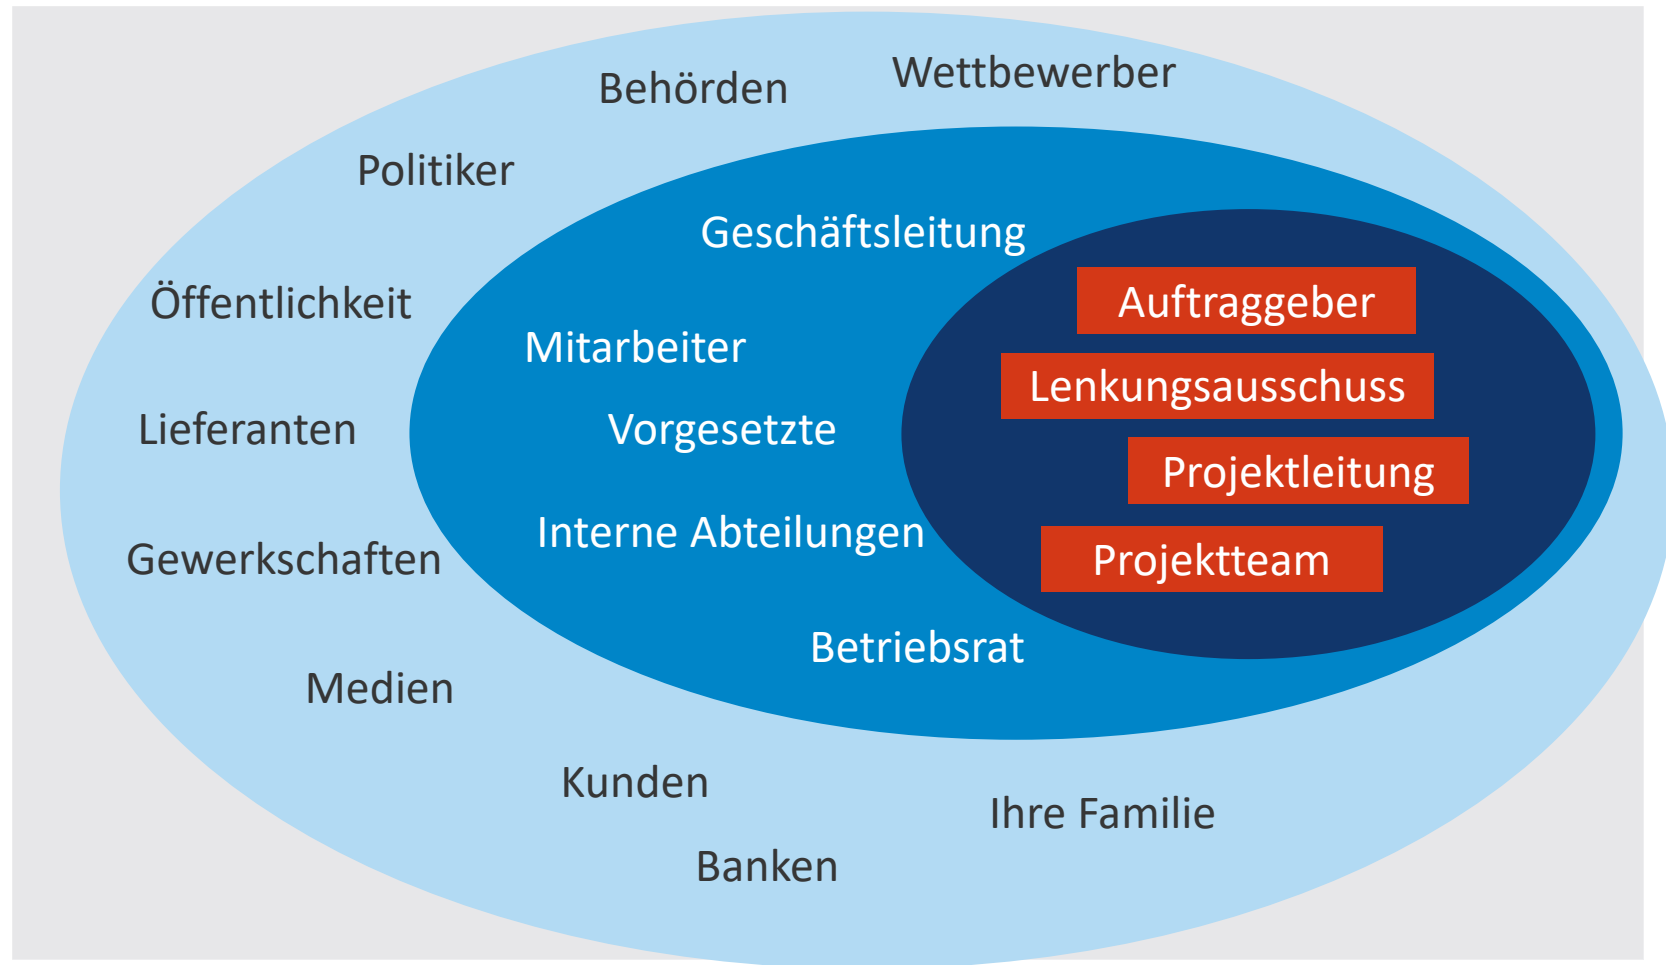 Wettbewerber
Behörden
Politiker
Geschäftsleitung
Öffentlichkeit
Auftraggeber
Mitarbeiter
Lenkungsausschuss
Lieferanten
Vorgesetzte
Projektleitung
Interne Abteilungen
Gewerkschaften
Projektteam
Betriebsrat
Medien
Kunden
Ihre Familie
Banken